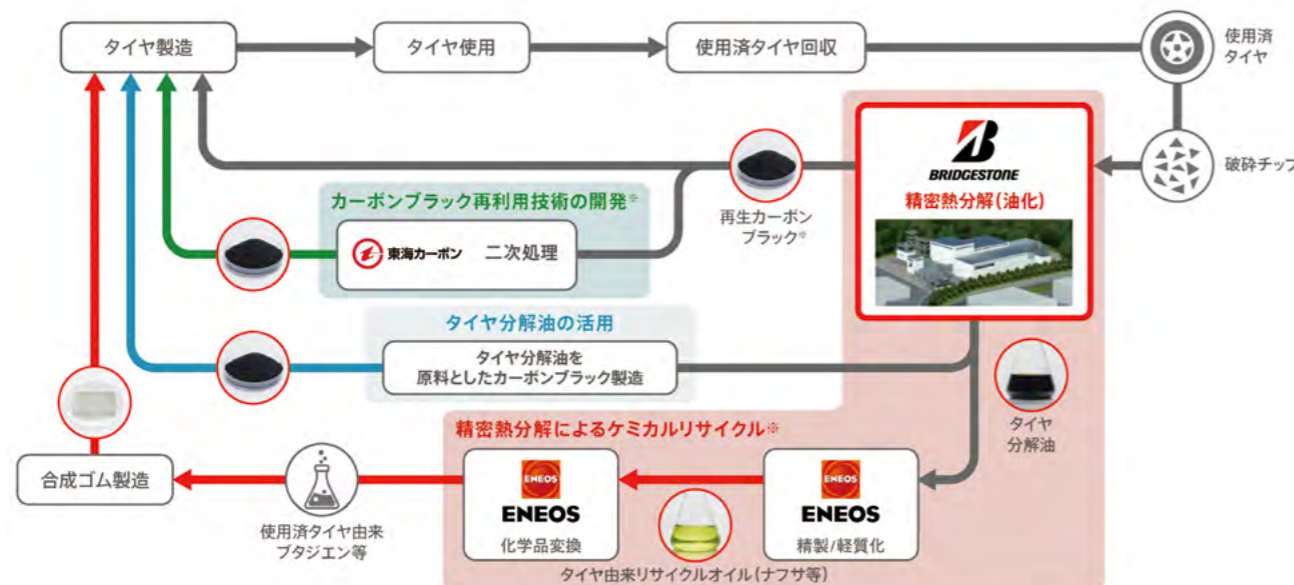 タイヤ製造
タイヤ使用
使用済タイヤ回収
使用済
タイヤ
破砕チップ
BRIDGESTONE
精密熱分解(油化)
再生カーボン
ブラック※
カーボンブラック再利用技術の開発※
東海カーボン 二次処理
タイヤ分解油の活用
タイヤ分解油を
原料としたカーボンブラック製造
タイヤ
分解油
精密熱分解によるケミカルリサイクル※
合成ゴム製造
使用済タイヤ由来
ブタジエン等
ENEOS
ENEOS
化学品変換
ENEOS
ENEOS
精製/軽質化
タイヤ由来リサイクルオイル(ナフサ等)